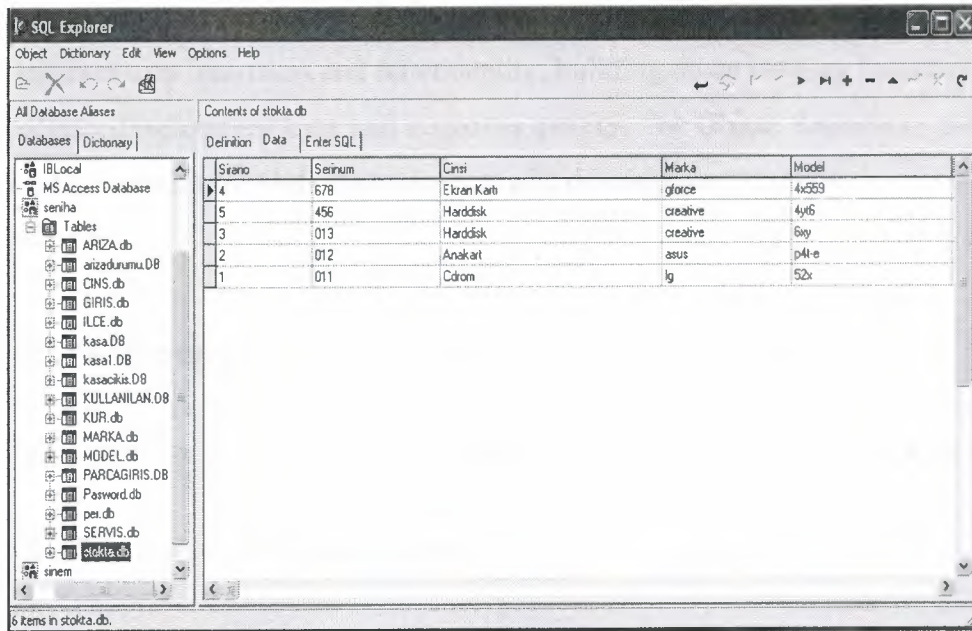 SQL Explorer
Object Dictionary Edit View Options Help
All Database Aliases
Contents of stokta.db
Databases Dictionary
Definition Data Enter SQL
IBLocal
MS Access Database
seniha
Tables
ARIZA.db
arizadurumu.DB
CINS.db
GIRIS.db
ILCE.db
kasa.DB
kasa1.DB
kasacikis.DB
KULLANILAN.DB
KUR.db
MARKA.db
MODEL.db
PARCAGIRIS.DB
Pasword.db
per.db
SERVIS.db
stokta.db
sinem
Sirano Serinum Cinsi Marka Model
4 678 Ekran Kartı gforce 4x559
5 456 Harddisk creative 4yt6
3 013 Harddisk creative 6xy
2 012 Anakart asus p4t-e
1 011 Cdrom lg 52x
6 items in stokta.db.